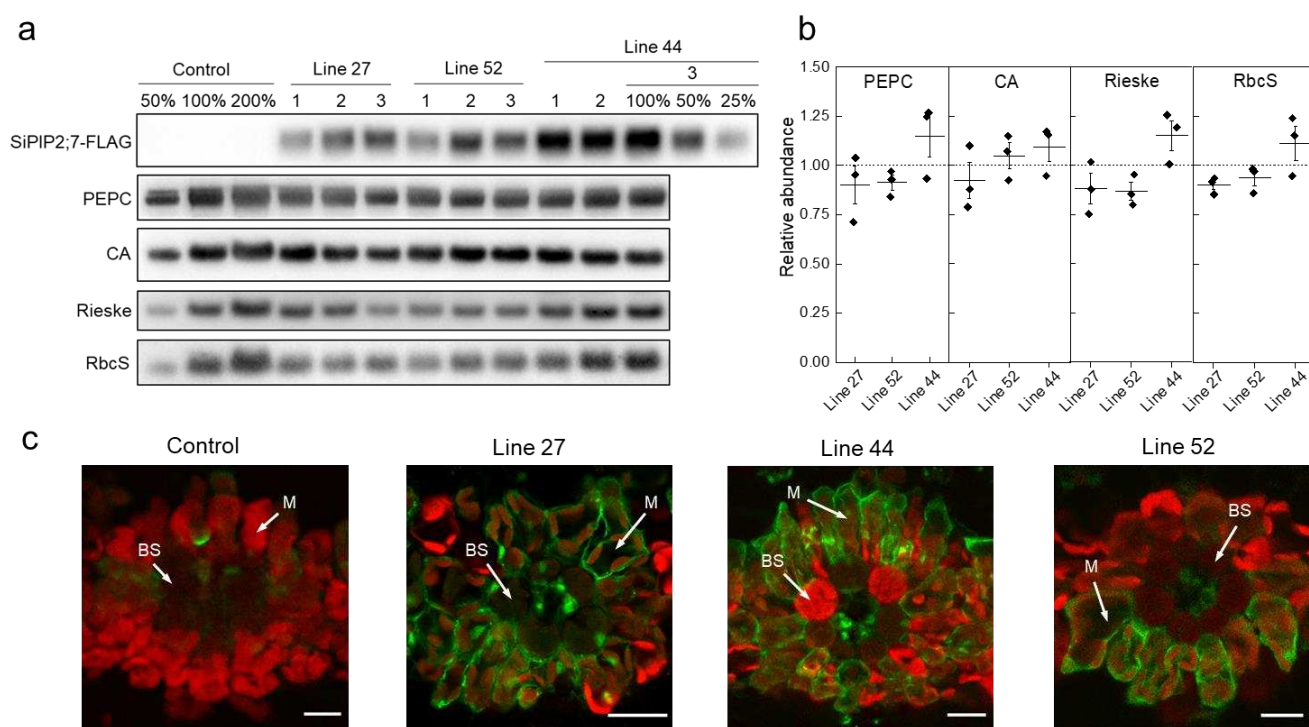 a
Control Line 27 Line 52 Line 44
3
50% 100% 200% 1 2 3 1 2 3 1 2 100% 50% 25%
SiPIP2;7-FLAG
PEPC
CA
Rieske
RbcS
b
PEPC CA Rieske RbcS
Relative abundance
1.50
1.25
1.00
0.75
0.50
0.25
0.00
Line 27 Line 52 Line 44 Line 27 Line 52 Line 44 Line 27 Line 52 Line 44 Line 27 Line 52 Line 44
c
Control Line 27 Line 44 Line 52
M
BS
M
BS
M
BS
BS
M